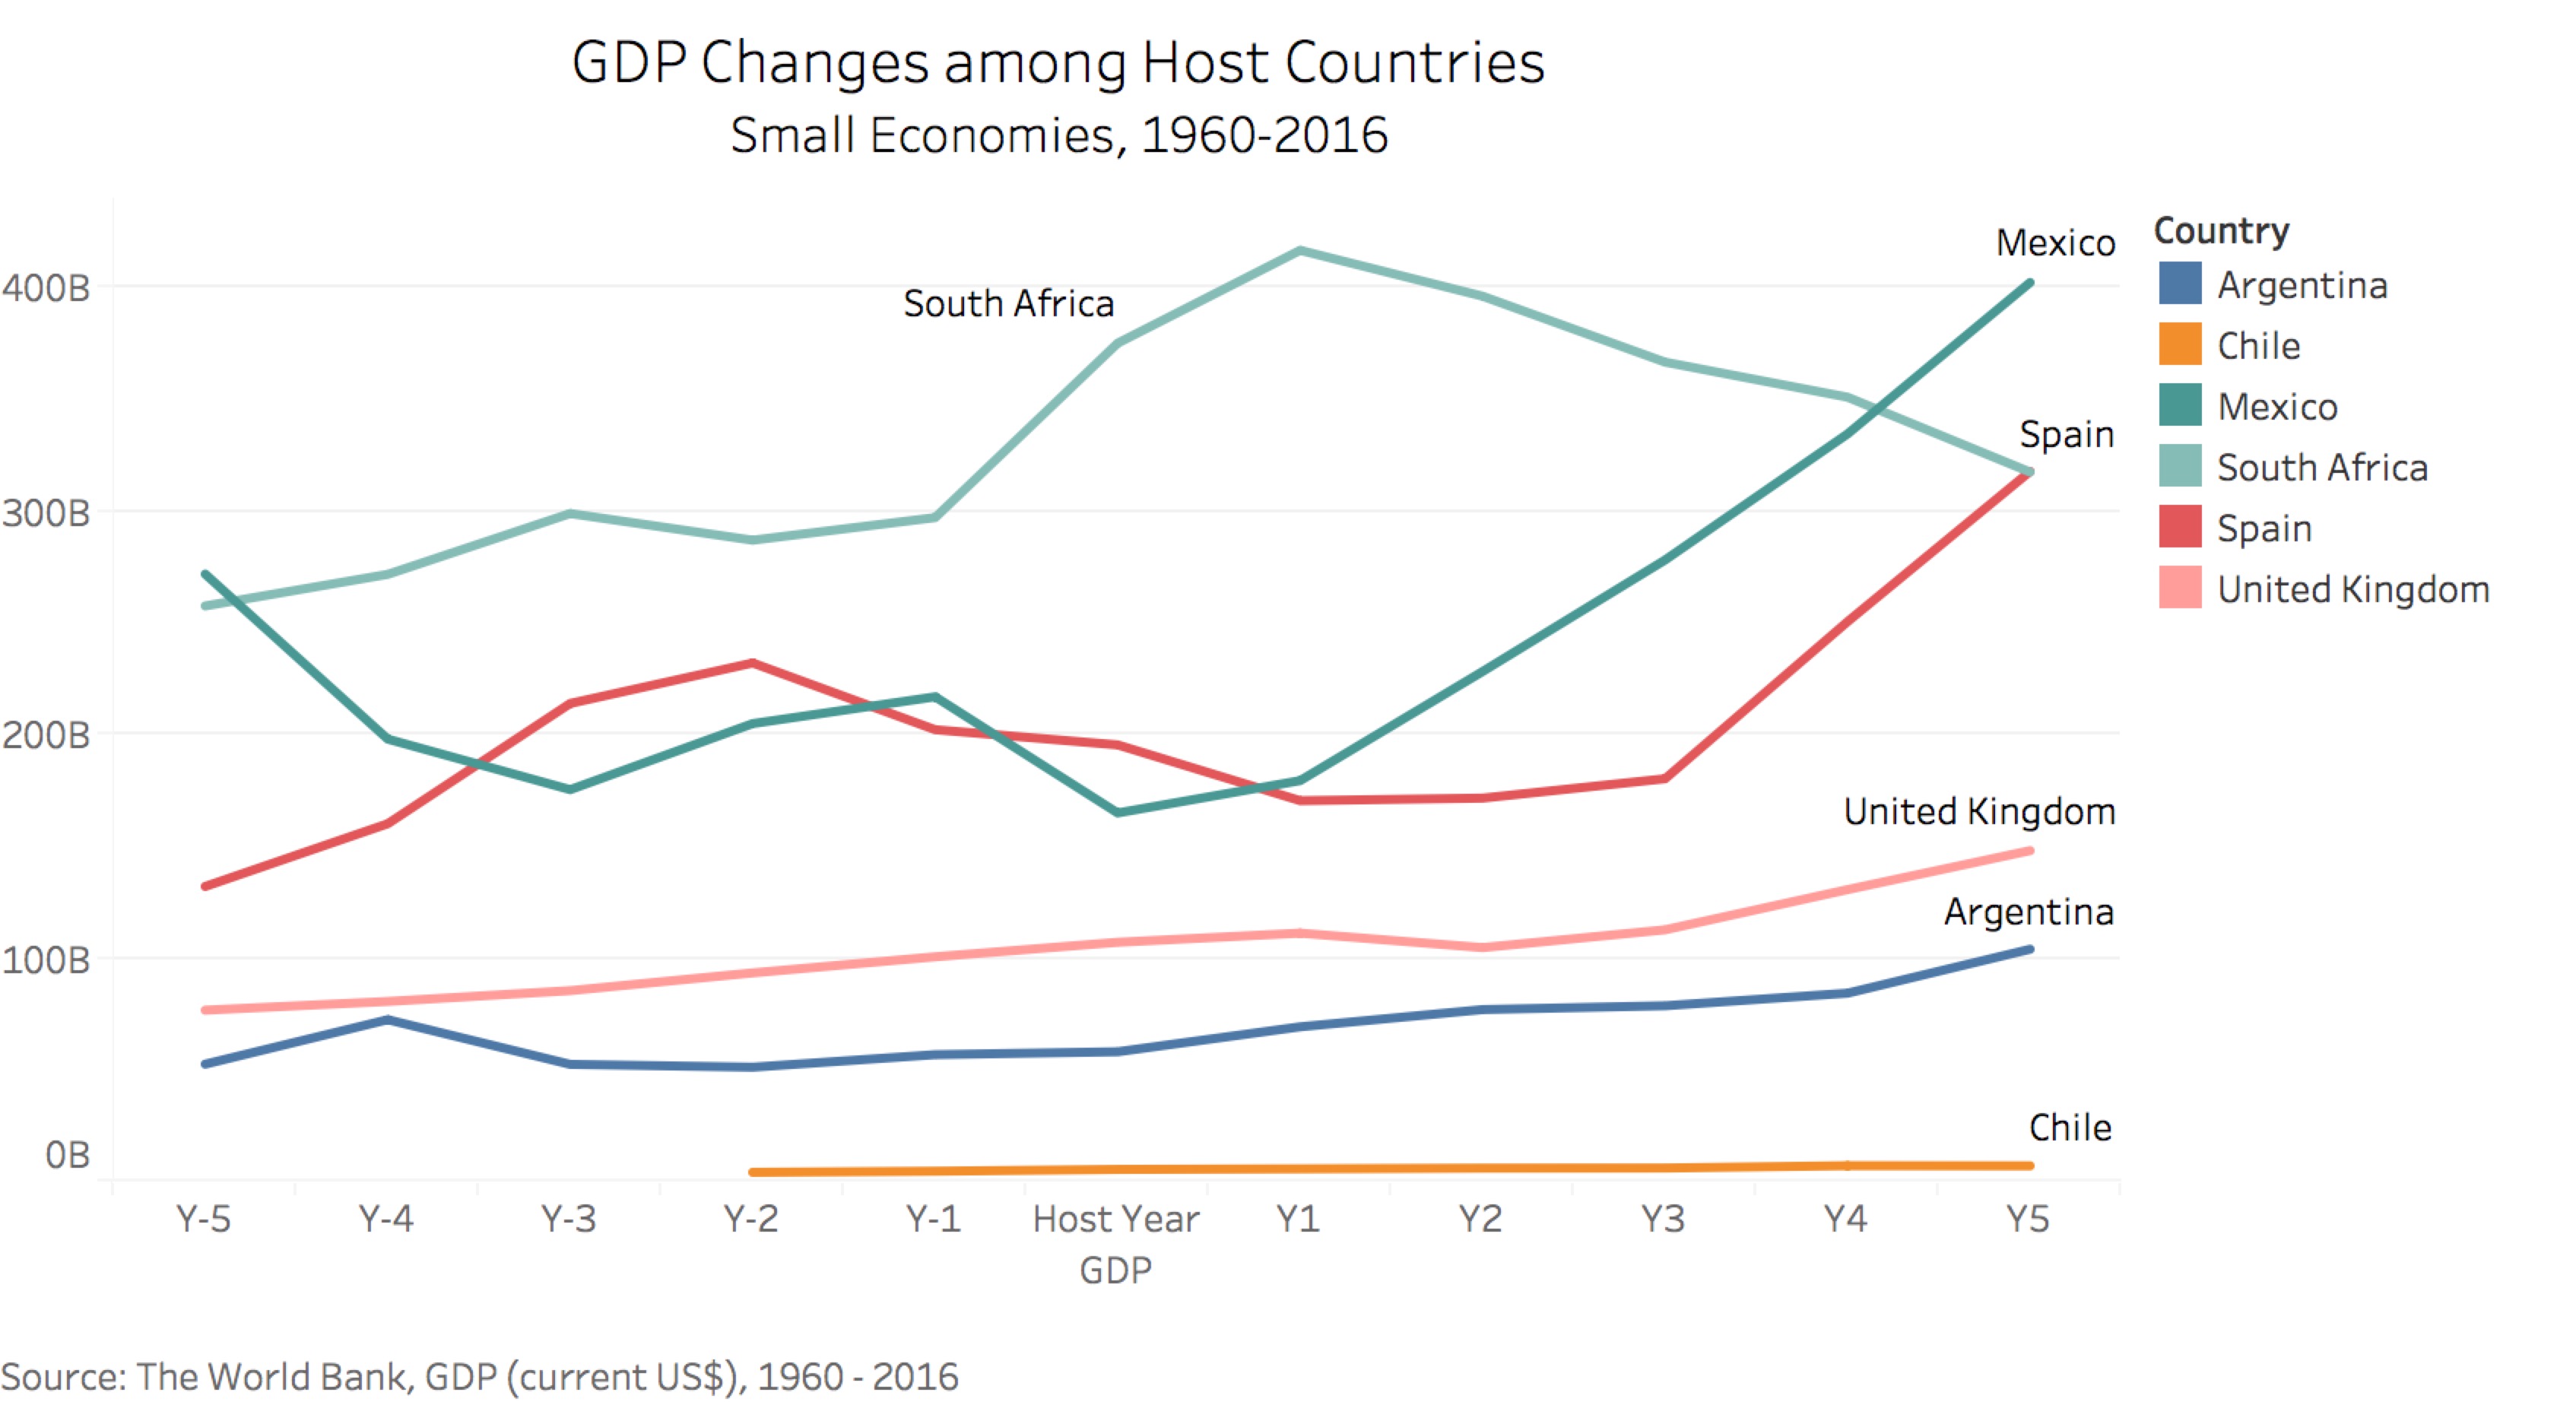 GDP Changes among Host Countries
Small Economies, 1960-2016
Country
Argentina
Chile
Mexico
South Africa
Spain
United Kingdom
400B
300B
200B
100B
0B
South Africa
Mexico
Spain
United Kingdom
Argentina
Chile
Y-5 Y-4 Y-3 Y-2 Y-1 Host Year Y1 Y2 Y3 Y4 Y5
GDP
Source: The World Bank, GDP (current US$), 1960 - 2016